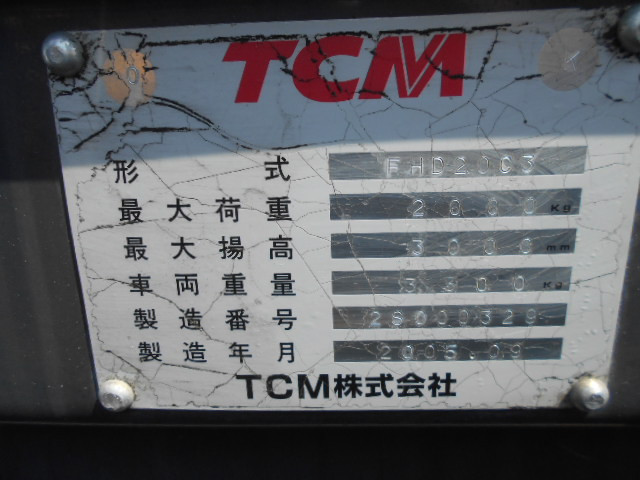 TCM
形式 FHD20C3
最大荷重 2000 Kg
最大揚高 3000 mm
車両重量 3300 Kg
製造番号 28000328
製造年月 2005.09
TCM株式会社